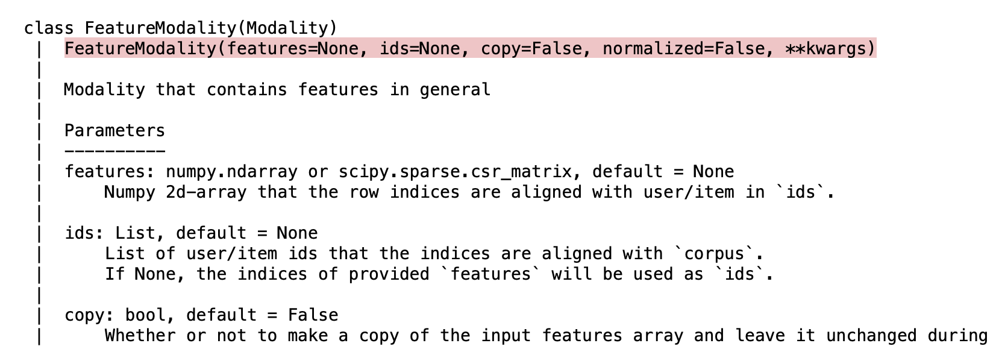 class FeatureModality(Modality)
 |  FeatureModality(features=None, ids=None, copy=False, normalized=False, **kwargs)
 |
 |  Modality that contains features in general
 |
 |  Parameters
 |  ----------
 |  features: numpy.ndarray or scipy.sparse.csr_matrix, default = None
 |      Numpy 2d-array that the row indices are aligned with user/item in `ids`.
 |
 |  ids: List, default = None
 |      List of user/item ids that the indices are aligned with `corpus`.
 |      If None, the indices of provided `features` will be used as `ids`.
 |
 |  copy: bool, default = False
 |      Whether or not to make a copy of the input features array and leave it unchanged during